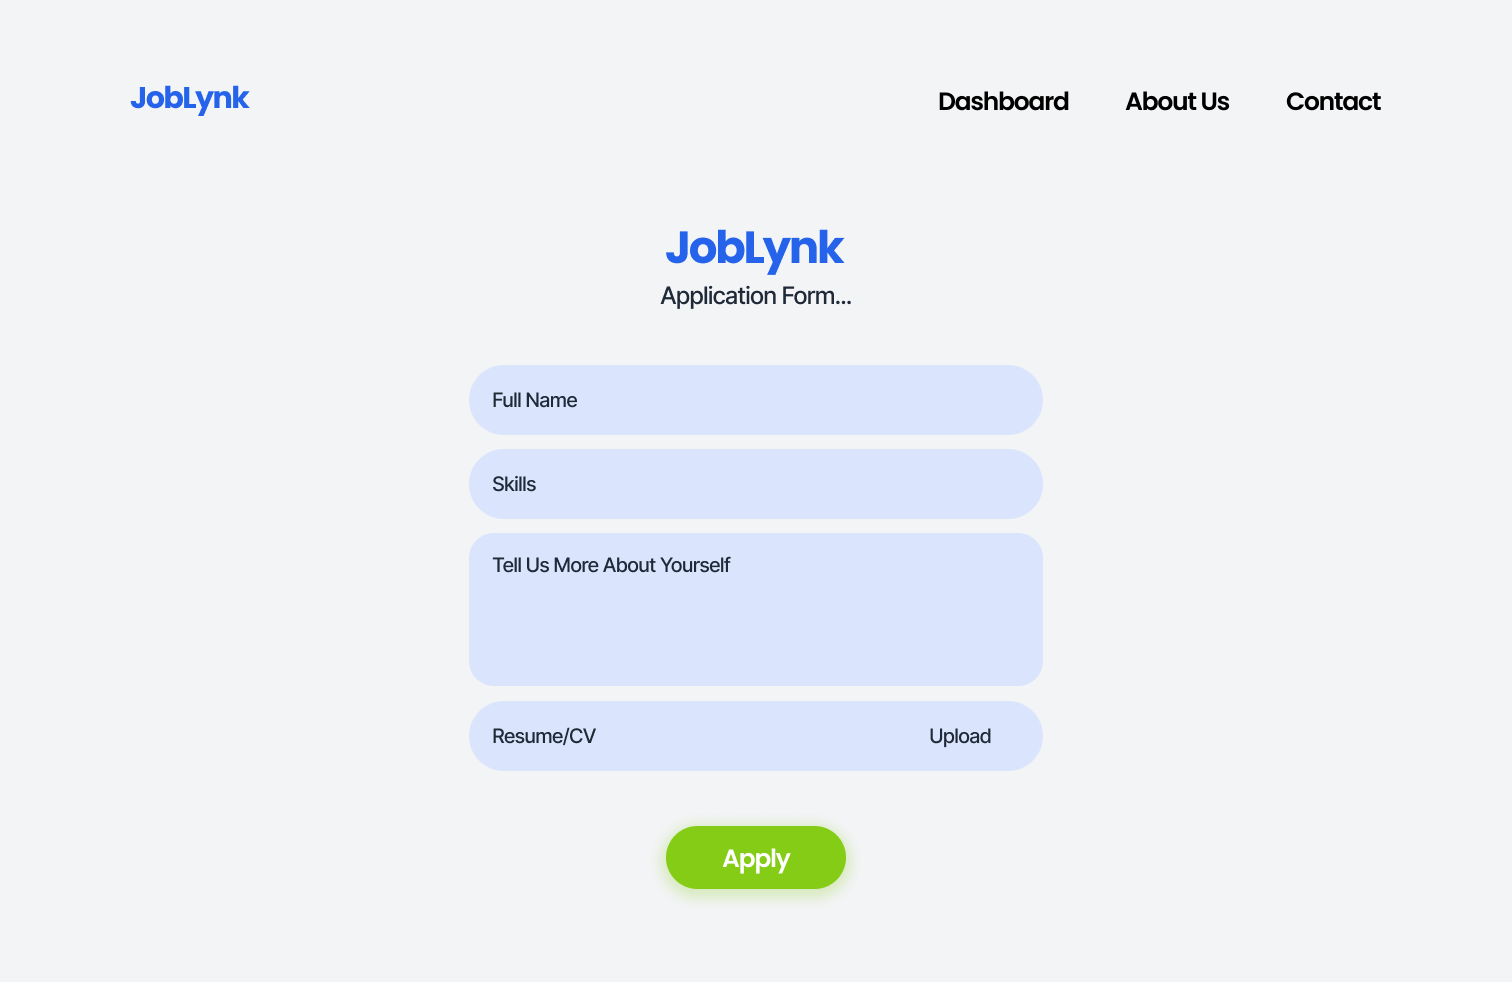 JobLynk
Dashboard About Us Contact
JobLynk
Application Form...
Full Name
Skills
Tell Us More About Yourself
Resume/CV Upload
Apply